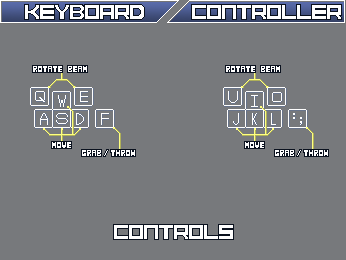 KEYBOARD CONTROLLER
ROTATE BEAM ROTATE BEAM
Q W E U I O
A S D F J K L :;
MOVE MOVE
GRAB/THROW GRAB/THROW
CONTROLS